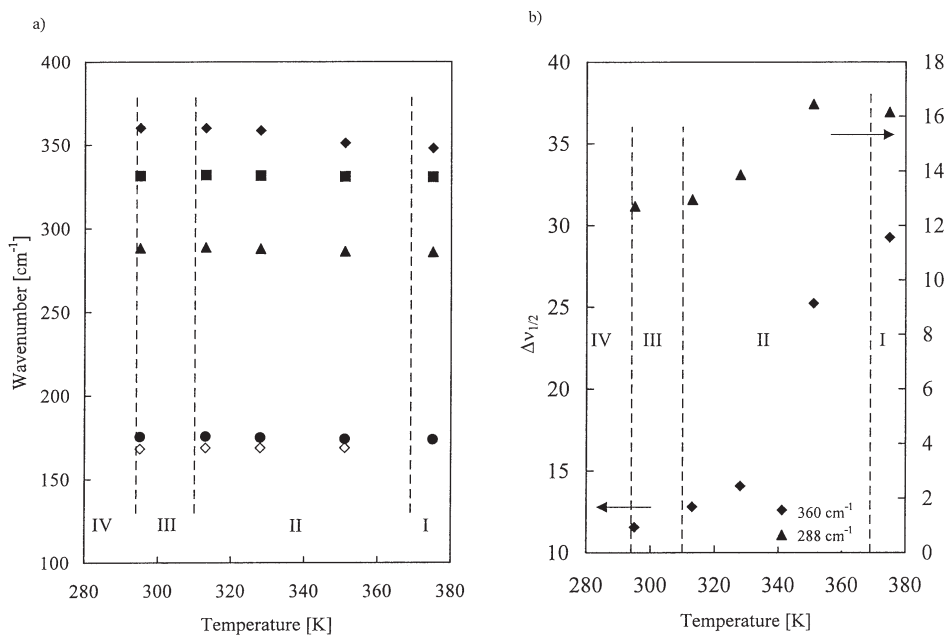 a)
400
350
300
250
200
150
100
Wavenumber [cm⁻¹]
IV III II I
280 300 320 340 360 380
Temperature [K]
b)
40
35
30
25
20
15
10
Δν1/2
18
16
14
12
10
8
6
4
2
0
IV III II I
360 cm⁻¹
288 cm⁻¹
280 300 320 340 360 380
Temperature [K]